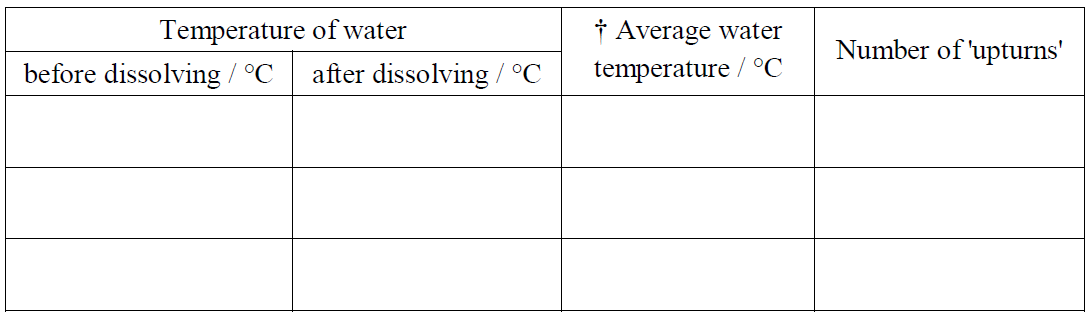 Temperature of water
before dissolving / °C
after dissolving / °C
† Average water
temperature / °C
Number of 'upturns'